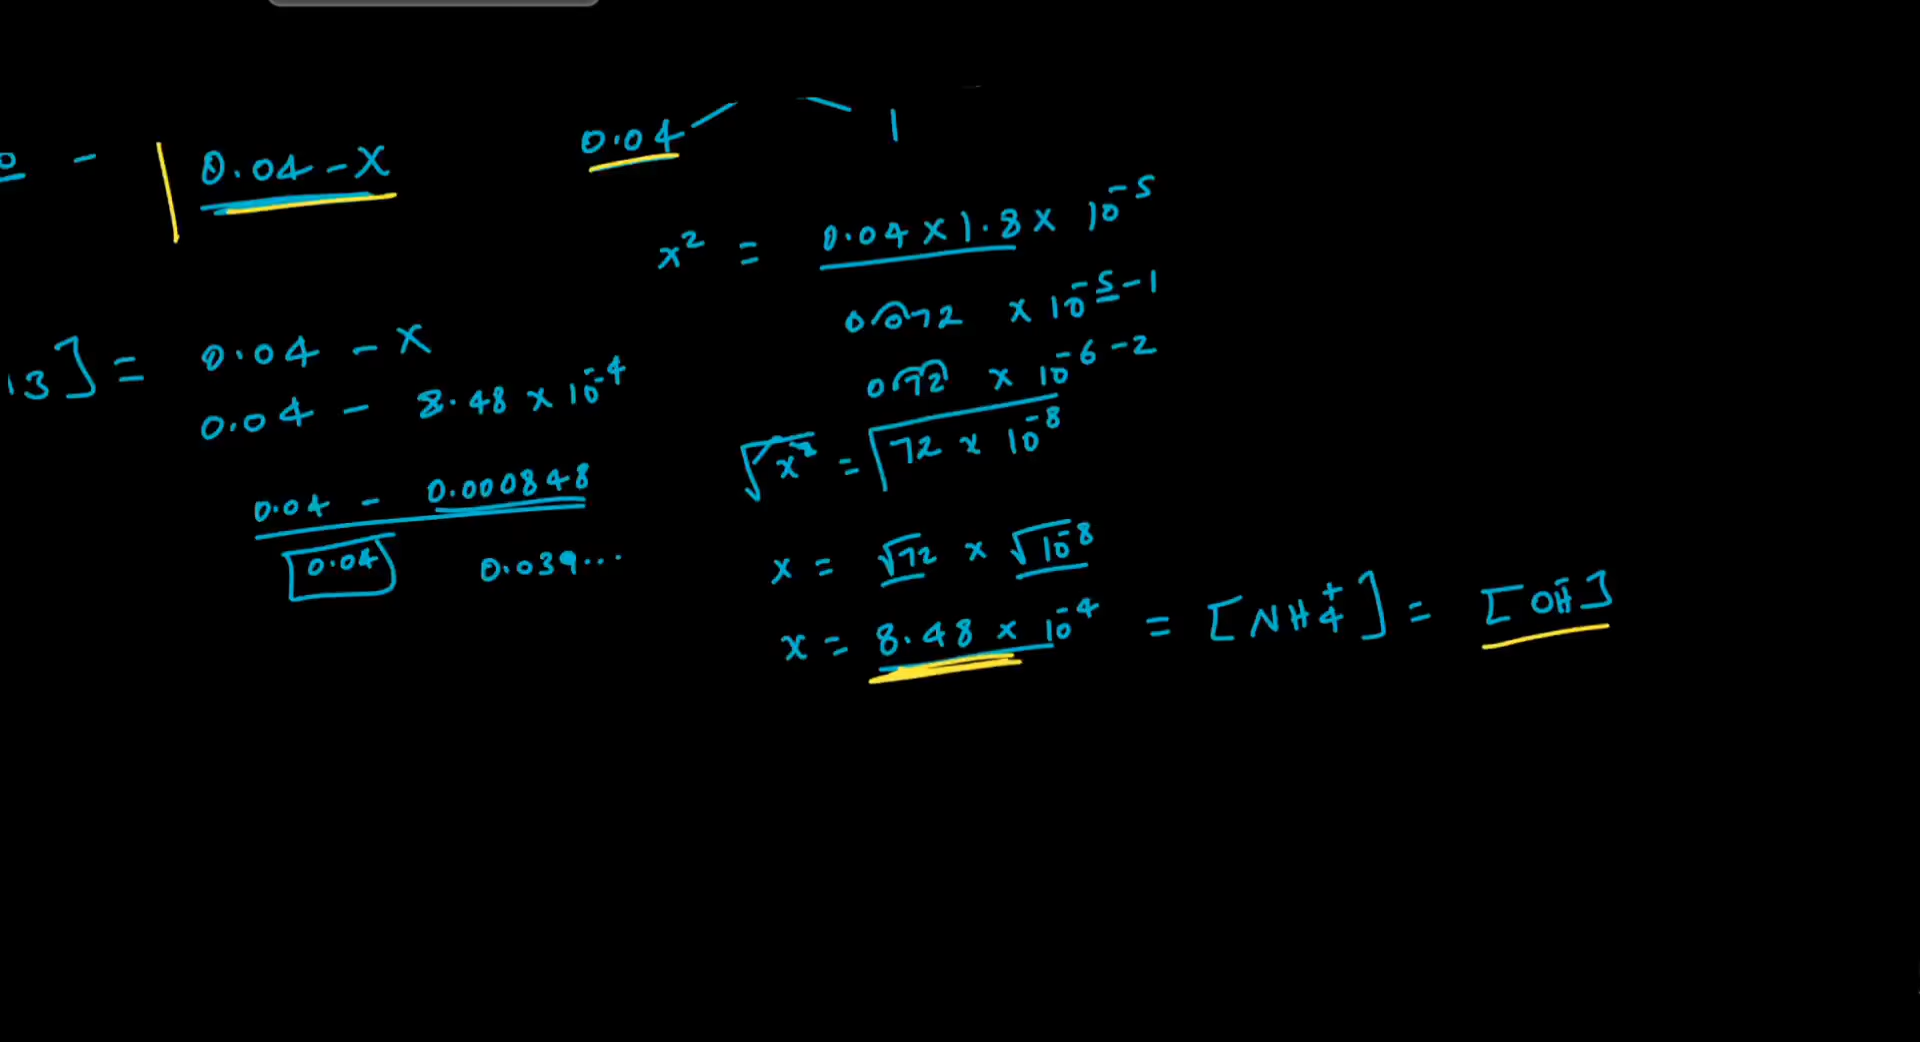 0.04 - x
0.04
1
x² = 0.04 x 1.8 x 10⁻⁵
0.072 x 10⁻⁵⁻¹
0.72 x 10⁻⁶⁻²
√x² = √72 x 10⁻⁸
x = √72 x √10⁻⁸
x = 8.48 x 10⁻⁴ = [NH₄⁺] = [OH⁻]
3] = 0.04 - x
0.04 - 8.48 x 10⁻⁴
0.04 - 0.000848
0.04 0.039...